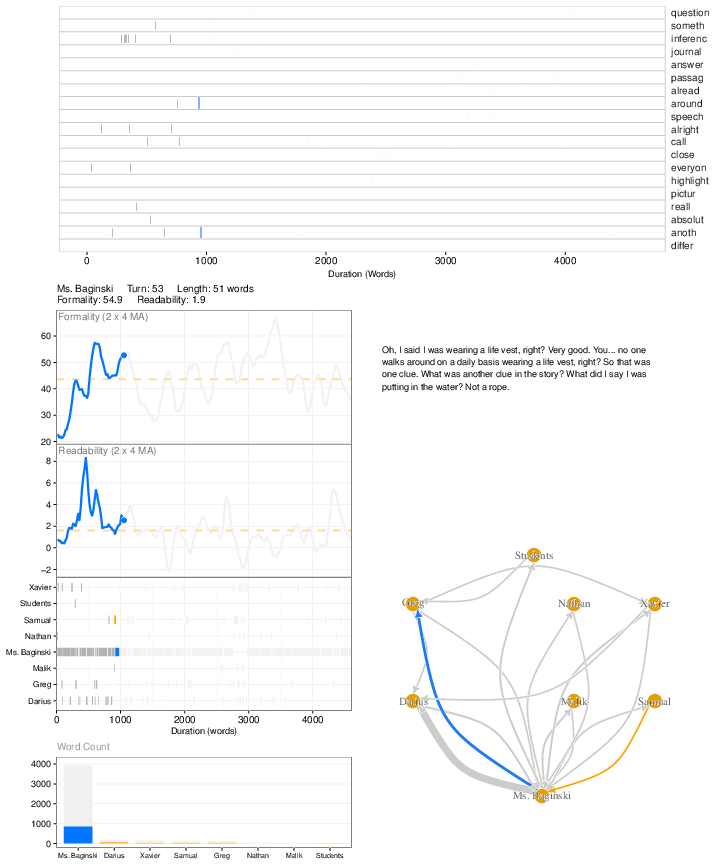 question
someth
inferenc
journal
answer
passag
alread
around
speech
alright
call
close
everyon
highlight
pictur
reall
absolut
anoth
differ
0 1000 2000 3000 4000
Duration (Words)
Ms. Baginski Turn: 53 Length: 51 words
Formality: 54.9 Readability: 1.9
Formality (2 x 4 MA)
60
50
40
30
20
Oh, I said I was wearing a life vest, right? Very good. You... no one
walks around on a daily basis wearing a life vest, right? So that was
one clue. What was another clue in the story? What did I say I was
putting in the water? Not a rope.
Readability (2 x 4 MA)
8
6
4
2
0
−2
Xavier
Students
Samual
Nathan
Ms. Baginski
Malik
Greg
Darius
0 1000 2000 3000 4000
Duration (words)
Students
Greg Nathan Xavier
Darius Malik Samual
Ms. Baginski
Word Count
4000
3000
2000
1000
0
Ms. Baginski Darius Xavier Samual Greg Nathan Malik Students